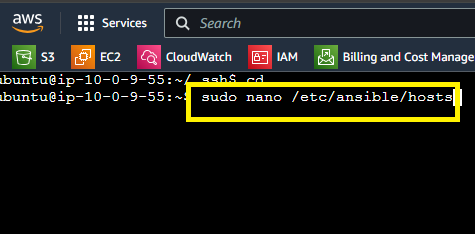 aws
Services
Search
S3
EC2
CloudWatch
IAM
Billing and Cost Manage
ubuntu@ip-10-0-9-55:~/.ssh$ cd
ubuntu@ip-10-0-9-55:~$ sudo nano /etc/ansible/hosts